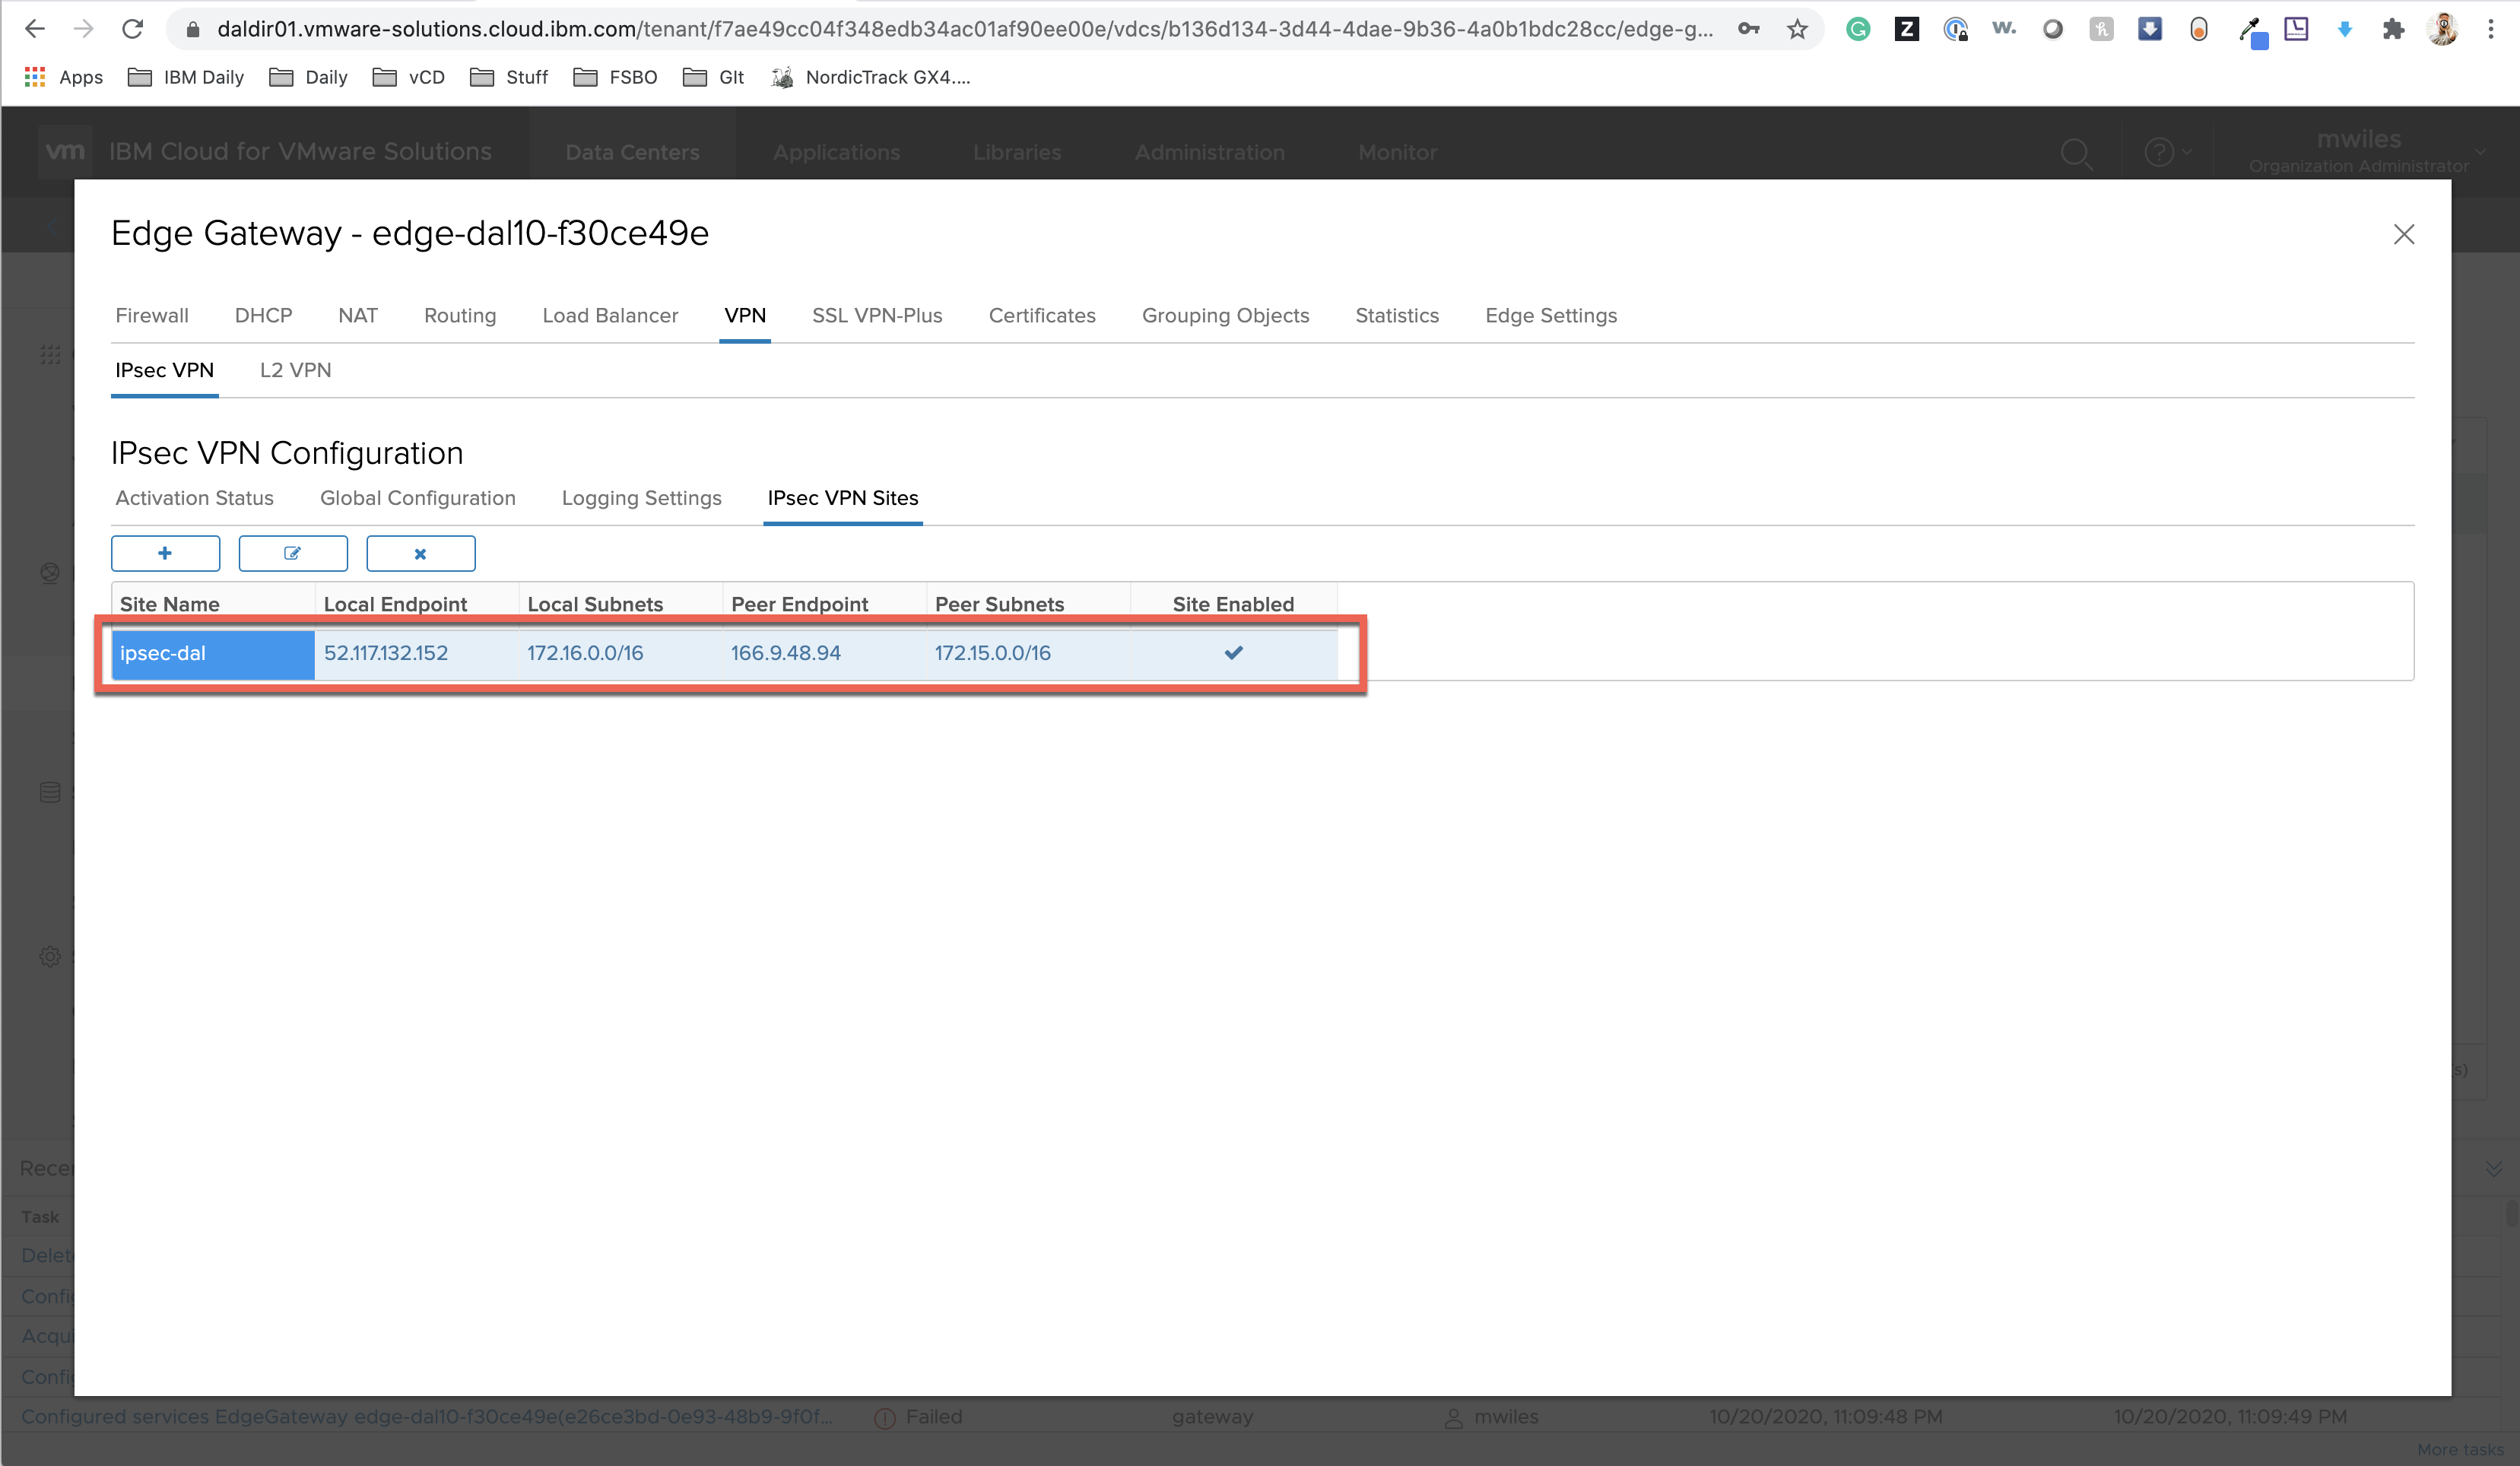 daldir01.vmware-solutions.cloud.ibm.com/tenant/f7ae49cc04f348edb34ac01af90ee00e/vdcs/b136d134-3d44-4dae-9b36-4a0b1bdc28cc/edge-g...
Apps IBM Daily Daily vCD Stuff FSBO GIt NordicTrack GX4....
vm IBM Cloud for VMware Solutions Data Centers Applications Libraries Administration Monitor mwiles
Organization Administrator
Edge Gateway - edge-dal10-f30ce49e
Firewall DHCP NAT Routing Load Balancer VPN SSL VPN-Plus Certificates Grouping Objects Statistics Edge Settings
IPsec VPN L2 VPN
IPsec VPN Configuration
Activation Status Global Configuration Logging Settings IPsec VPN Sites
Site Name Local Endpoint Local Subnets Peer Endpoint Peer Subnets Site Enabled
ipsec-dal 52.117.132.152 172.16.0.0/16 166.9.48.94 172.15.0.0/16
s)
Recen
Task
Delet
Config
Acqui
Config
Configured services EdgeGateway edge-dal10-f30ce49e(e26ce3bd-0e93-48b9-9f0f... Failed gateway mwiles 10/20/2020, 11:09:48 PM 10/20/2020, 11:09:49 PM
More tasks